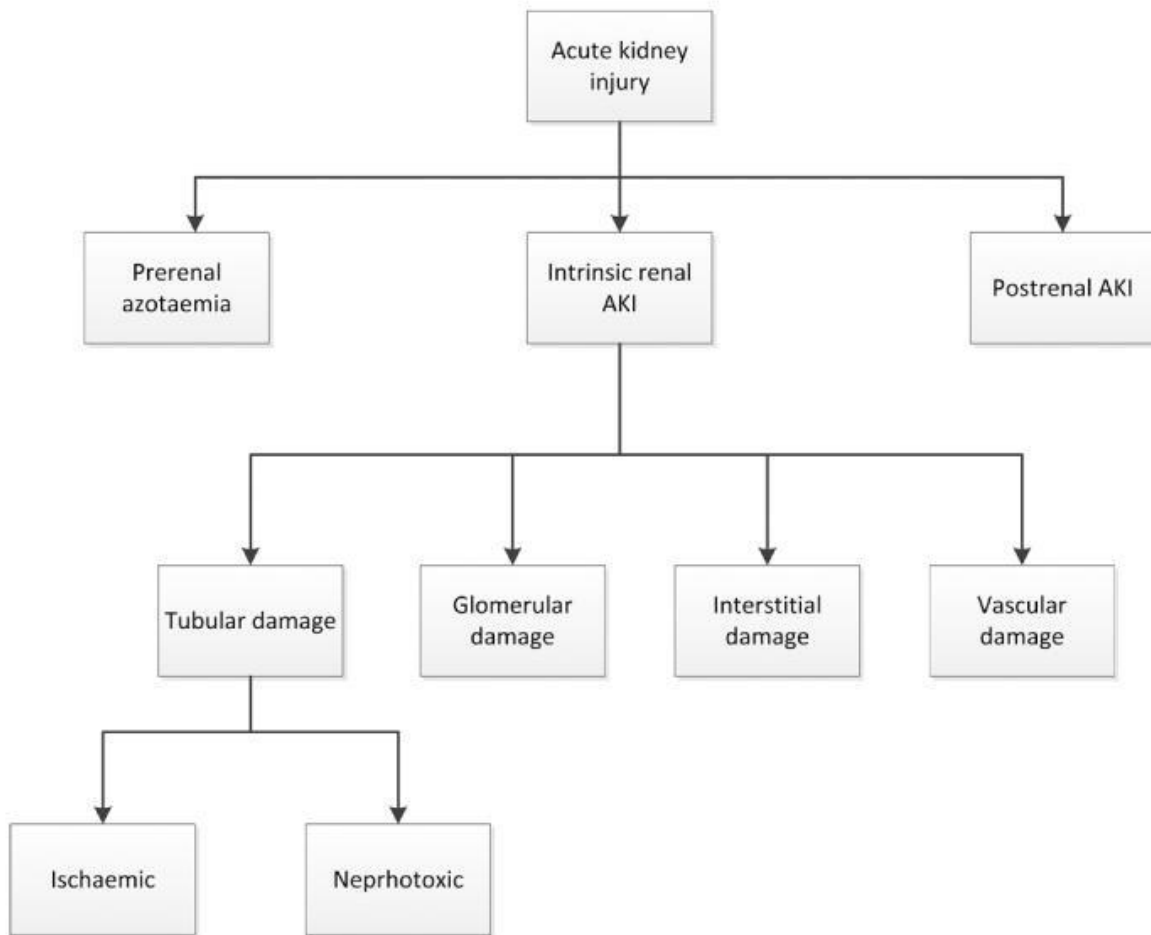 Acute kidney
injury
Prerenal
azotaemia
Intrinsic renal
AKI
Postrenal AKI
Tubular damage
Glomerular
damage
Interstitial
damage
Vascular
damage
Ischaemic
Neprhotoxic